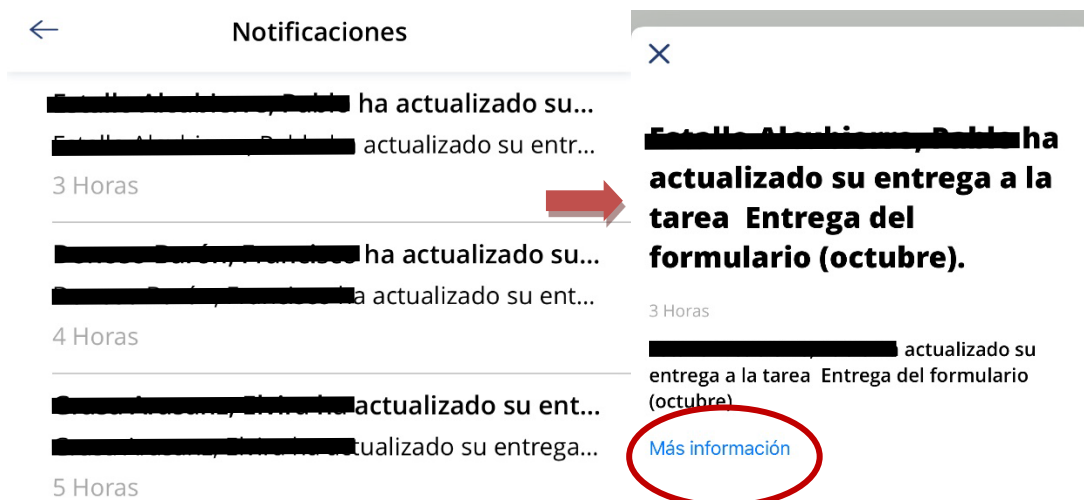 Notificaciones
ha actualizado su...
actualizado su entr...
3 Horas
ha actualizado su...
actualizado su ent...
4 Horas
actualizado su ent...
su entrega...
5 Horas
ha
actualizado su entrega a la
tarea Entrega del
formulario (octubre).
3 Horas
actualizado su
entrega a la tarea Entrega del formulario
(octubre)
Más información